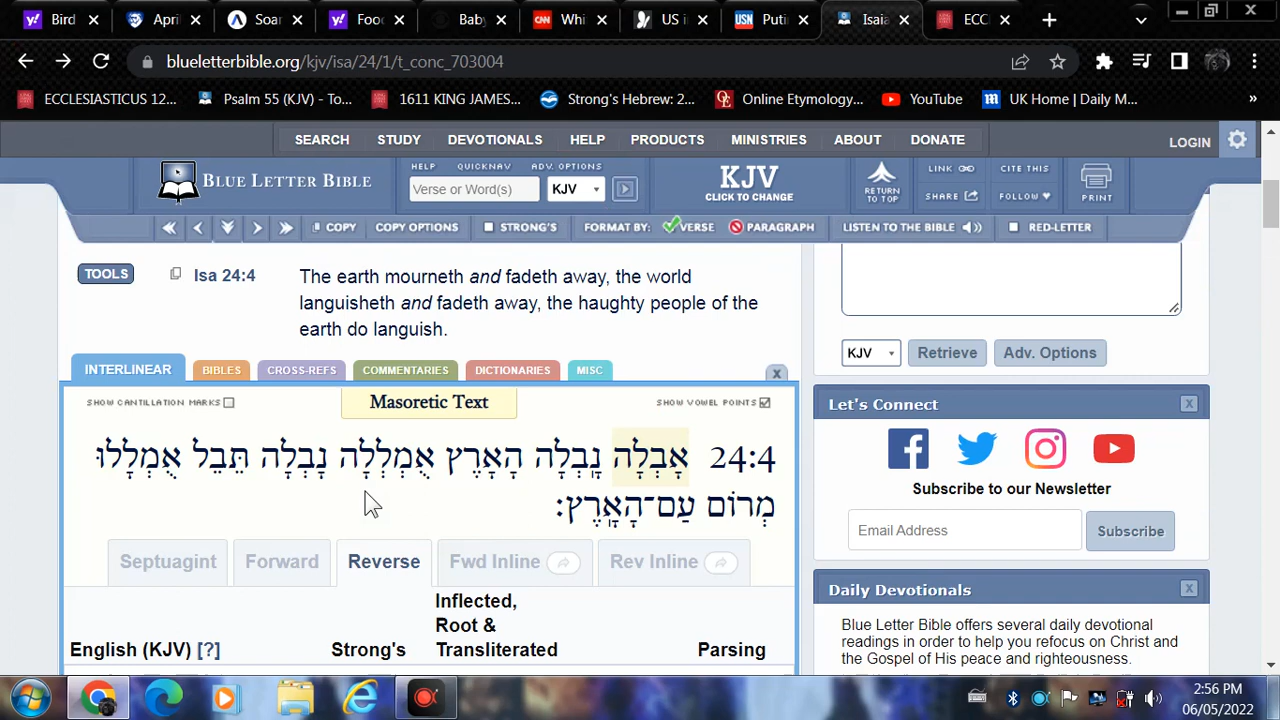 Bird
April
Soar
Food
Bab
Whi
US in
Puti
Isaia
ECC
blueletterbible.org/kjv/isa/24/1/t_conc_703004
ECCLESIASTICUS 12...
Psalm 55 (KJV) - To...
1611 KING JAMES...
Strong's Hebrew: 2...
Online Etymology...
YouTube
UK Home | Daily M...
»
SEARCH STUDY DEVOTIONALS HELP PRODUCTS MINISTRIES ABOUT DONATE
LOGIN
BLUE LETTER BIBLE
HELP QUICKNAV ADV. OPTIONS
Verse or Word(s) KJV
KJV
CLICK TO CHANGE
RETURN
TO TOP
LINK CITE THIS
SHARE FOLLOW
PRINT
COPY COPY OPTIONS STRONG'S FORMAT BY: VERSE PARAGRAPH LISTEN TO THE BIBLE RED-LETTER
TOOLS Isa 24:4 The earth mourneth and fadeth away, the world
languisheth and fadeth away, the haughty people of the
earth do languish.
INTERLINEAR BIBLES CROSS-REFS COMMENTARIES DICTIONARIES MISC x
SHOW CANTILLATION MARKS
Masoretic Text
SHOW VOWEL POINTS
24:4 אָבְלָה נָֽבְלָה הָאָרֶץ אֻמְלְלָה נָבְלָה תֵּבֵל אֻמְלָלוּ
מְרוֹם עַם־הָאָֽרֶץ׃
Septuagint Forward Reverse Fwd Inline Rev Inline
English (KJV) [?]
Strong's
Inflected,
Root &
Transliterated
Parsing
KJV Retrieve Adv. Options
Let's Connect X
Subscribe to our Newsletter
Email Address Subscribe
Daily Devotionals X
Blue Letter Bible offers several daily devotional
readings in order to help you refocus on Christ and
the Gospel of His peace and righteousness.
2:56 PM
06/05/2022